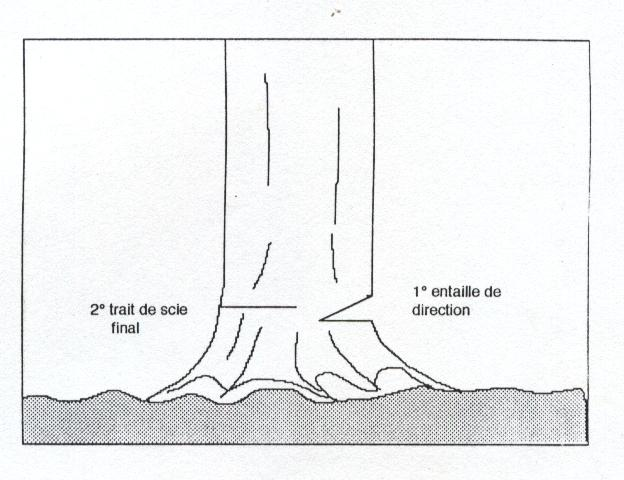 2° trait de scie
final
1° entaille de
direction